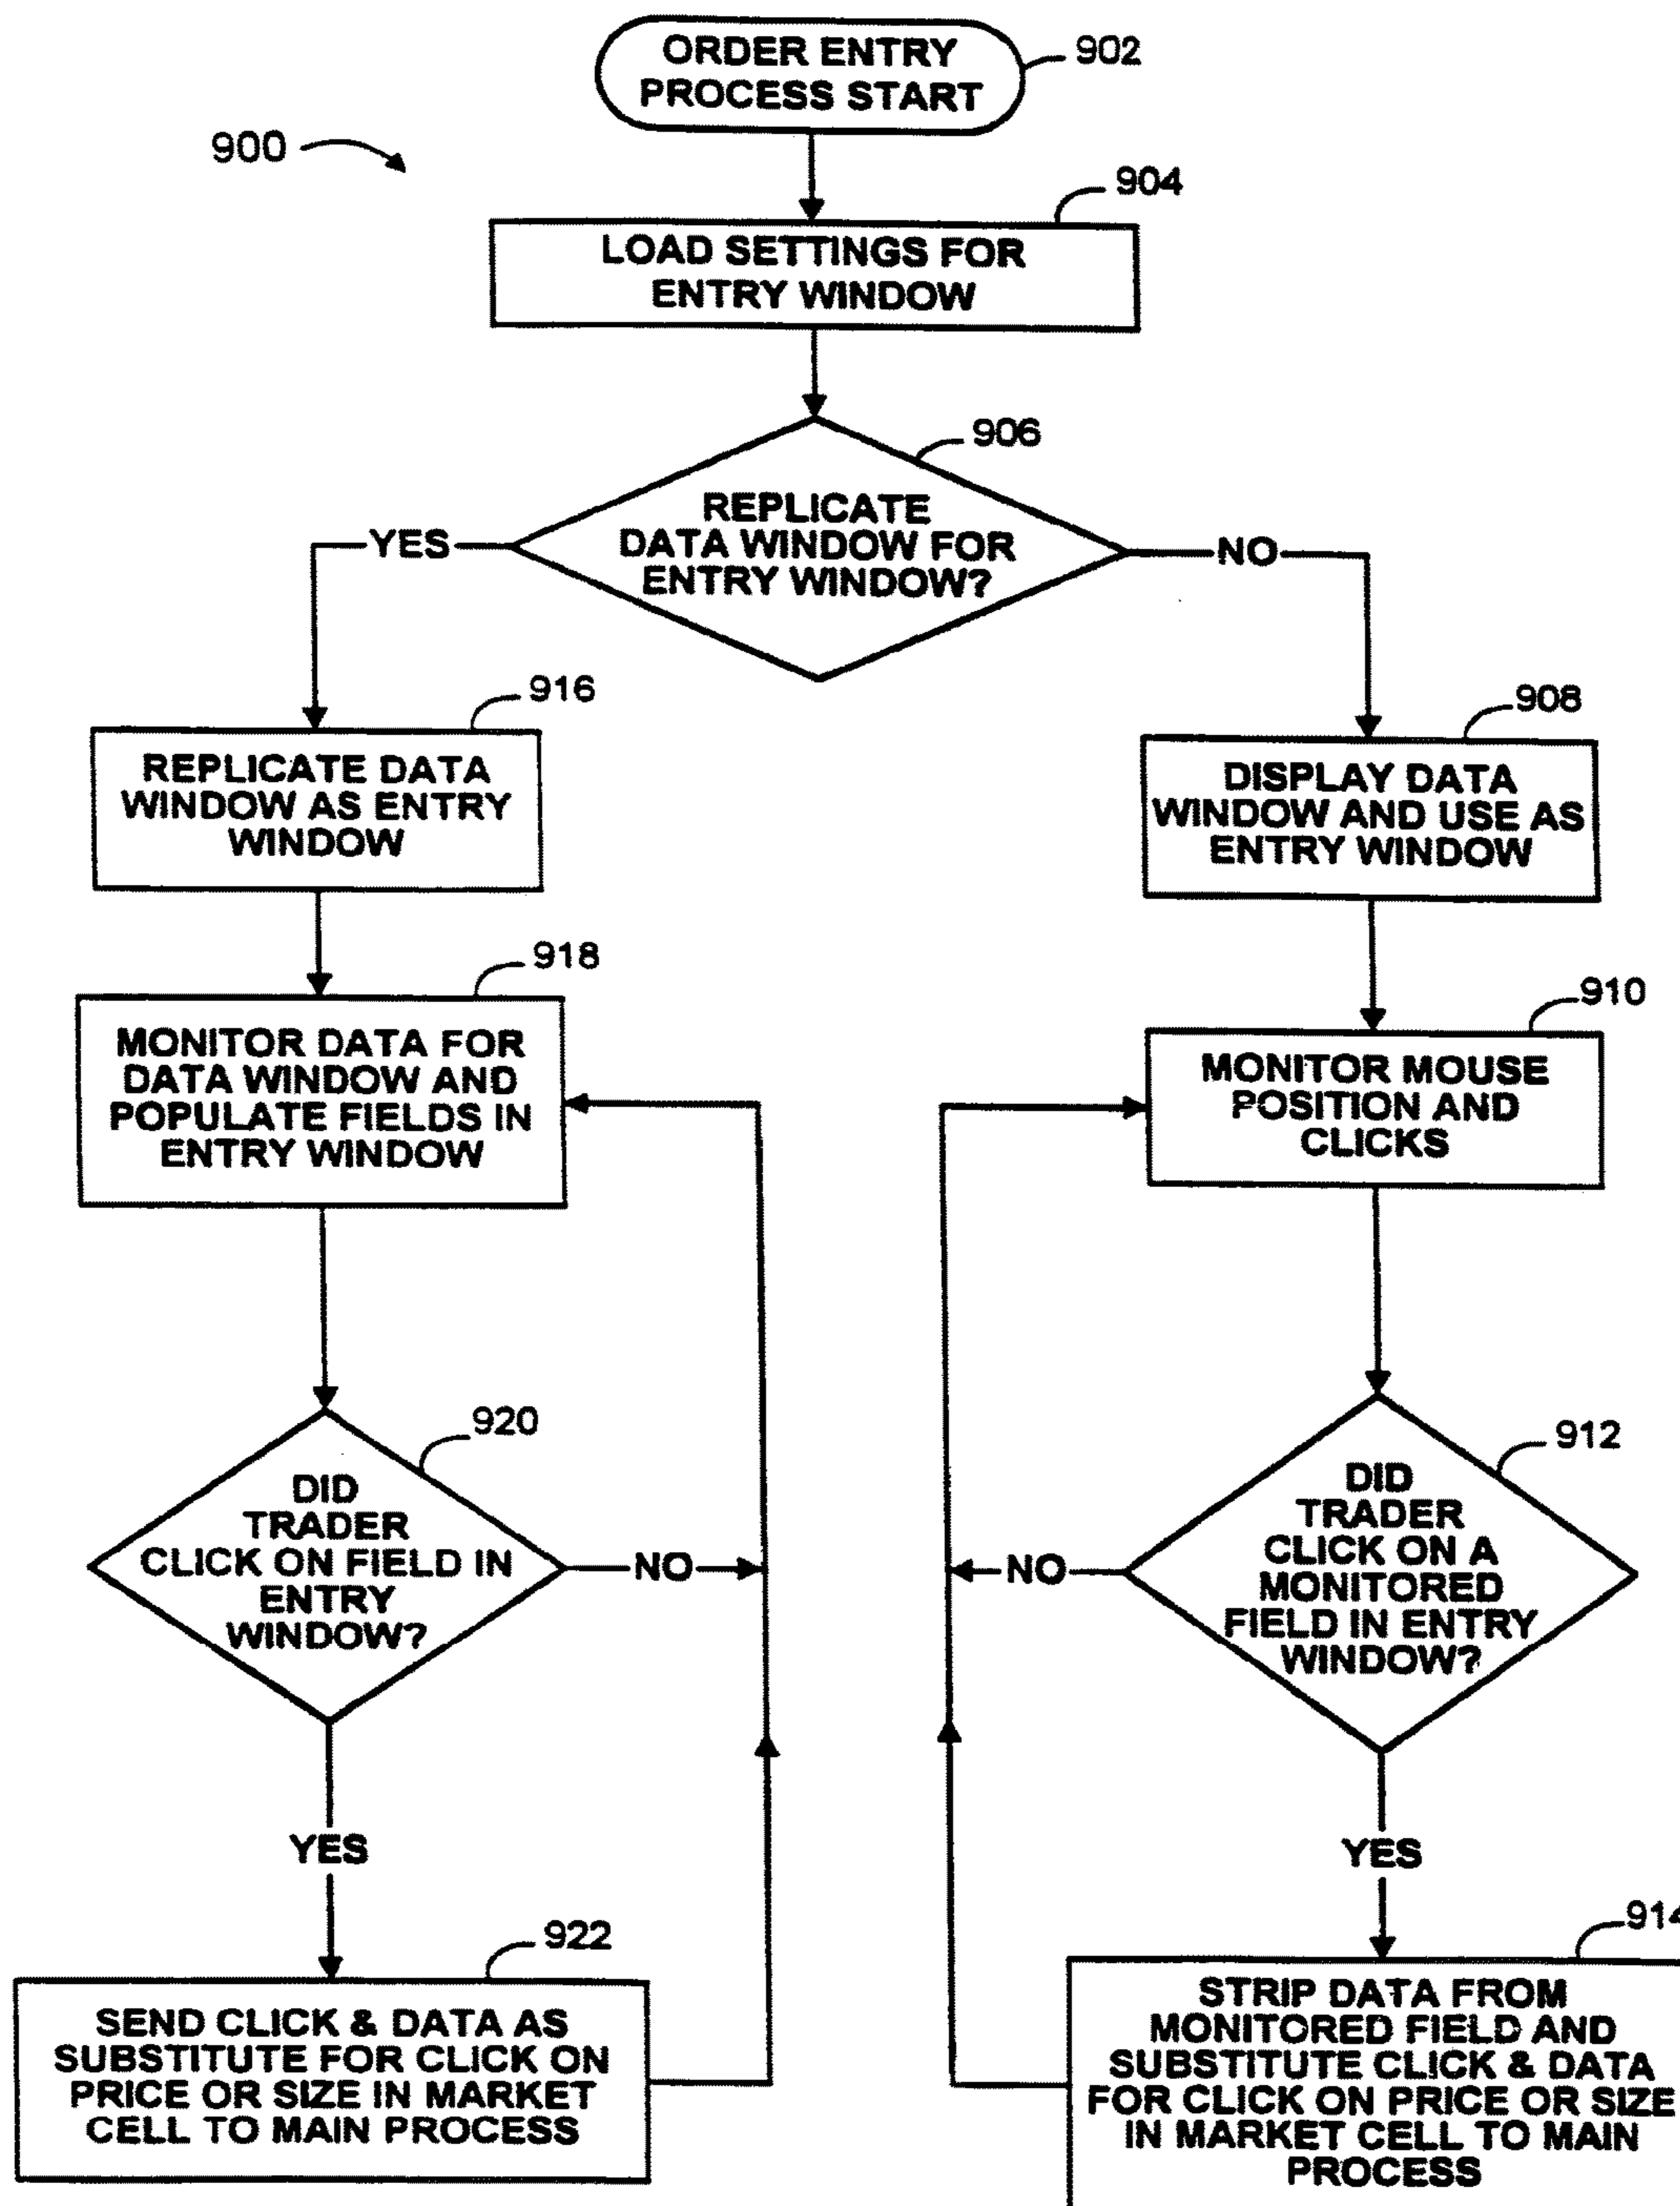 ORDER ENTRY
PROCESS START
902
900
904
LOAD SETTINGS FOR
ENTRY WINDOW
906
REPLICATE
DATA WINDOW FOR
ENTRY WINDOW?
YES
NO
916
REPLICATE DATA
WINDOW AS ENTRY
WINDOW
908
DISPLAY DATA
WINDOW AND USE AS
ENTRY WINDOW
918
MONITOR DATA FOR
DATA WINDOW AND
POPULATE FIELDS IN
ENTRY WINDOW
910
MONITOR MOUSE
POSITION AND
CLICKS
920
DID
TRADER
CLICK ON FIELD IN
ENTRY
WINDOW?
NO
912
DID
TRADER
CLICK ON A
MONITORED
FIELD IN ENTRY
WINDOW?
NO
YES
YES
922
SEND CLICK & DATA AS
SUBSTITUTE FOR CLICK ON
PRICE OR SIZE IN MARKET
CELL TO MAIN PROCESS
914
STRIP DATA FROM
MONITORED FIELD AND
SUBSTITUTE CLICK & DATA
FOR CLICK ON PRICE OR SIZE
IN MARKET CELL TO MAIN
PROCESS